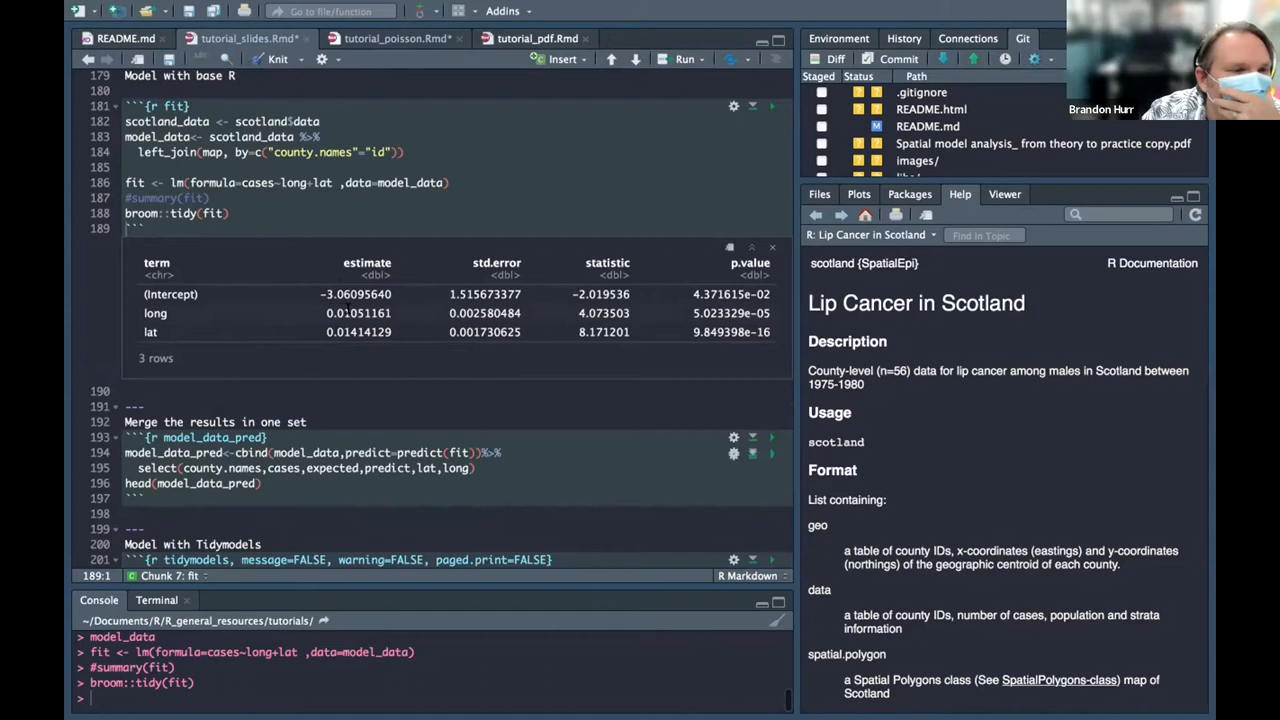 Go to file/function
Addins
README.md
tutorial_slides.Rmd*
tutorial_poisson.Rmd*
tutorial_pdf.Rmd
Knit
Insert
Run
179 Model with base R
180
181 ```{r fit}
182 scotland_data <- scotland$data
183 model_data<- scotland_data %>%
184 left_join(map, by=c("county.names"="id"))
185
186 fit <- lm(formula=cases~long+lat ,data=model_data)
187 #summary(fit)
188 broom::tidy(fit)
189 ```
term estimate std.error statistic p.value
<chr> <dbl> <dbl> <dbl> <dbl>
(Intercept) -3.06095640 1.515673377 -2.019536 4.371615e-02
long 0.01051161 0.002580484 4.073503 5.023329e-05
lat 0.01414129 0.001730625 8.171201 9.849398e-16
3 rows
190
191 ---
192 Merge the results in one set
193 ```{r model_data_pred}
194 model_data_pred<-cbind(model_data,predict=predict(fit))%>%
195 select(county.names,cases,expected,predict,lat,long)
196 head(model_data_pred)
197 ```
198
199 ---
200 Model with Tidymodels
201 ```{r tidymodels, message=FALSE, warning=FALSE, paged.print=FALSE}
189:1 Chunk 7: fit R Markdown
Console Terminal
~/Documents/R/R_general_resources/tutorials/
> model_data
> fit <- lm(formula=cases~long+lat ,data=model_data)
> #summary(fit)
> broom::tidy(fit)
>
Environment History Connections Git
Diff Commit
Staged Status Path
.gitignore
README.html
M README.md
Spatial model analysis_ from theory to practice copy.pdf
images/
Brandon Hurr
Files Plots Packages Help Viewer
R: Lip Cancer in Scotland Find in Topic
scotland {SpatialEpi} R Documentation
Lip Cancer in Scotland
Description
County-level (n=56) data for lip cancer among males in Scotland between
1975-1980
Usage
scotland
Format
List containing:
geo
a table of county IDs, x-coordinates (eastings) and y-coordinates
(northings) of the geographic centroid of each county.
data
a table of county IDs, number of cases, population and strata
information
spatial.polygon
a Spatial Polygons class (See SpatialPolygons-class) map of
Scotland